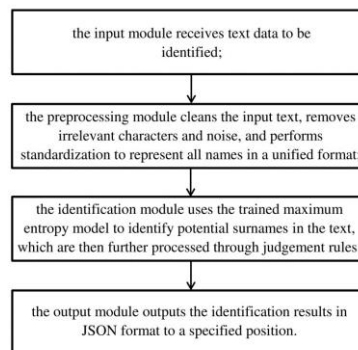 the input module receives text data to be
identified;
the preprocessing module cleans the input text, removes
irrelevant characters and noise, and performs
standardization to represent all names in a unified format;
the identification module uses the trained maximum
entropy model to identify potential surnames in the text,
which are then further processed through judgement rules
the output module outputs the identification results in
JSON format to a specified position.